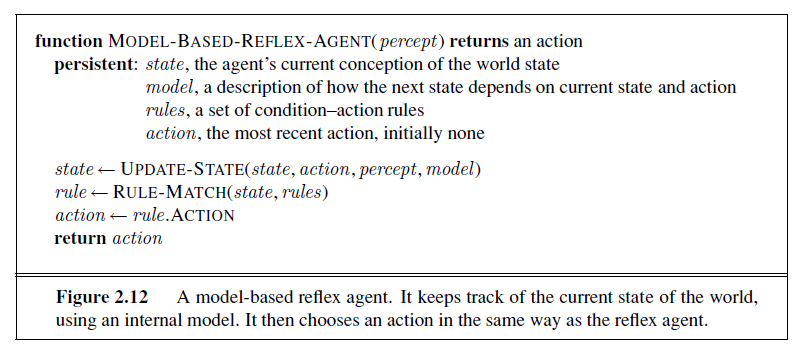 function MODEL-BASED-REFLEX-AGENT(percept) returns an action
persistent: state, the agent's current conception of the world state
model, a description of how the next state depends on current state and action
rules, a set of condition–action rules
action, the most recent action, initially none
state ← UPDATE-STATE(state, action, percept, model)
rule ← RULE-MATCH(state, rules)
action ← rule.ACTION
return action
Figure 2.12 A model-based reflex agent. It keeps track of the current state of the world,
using an internal model. It then chooses an action in the same way as the reflex agent.